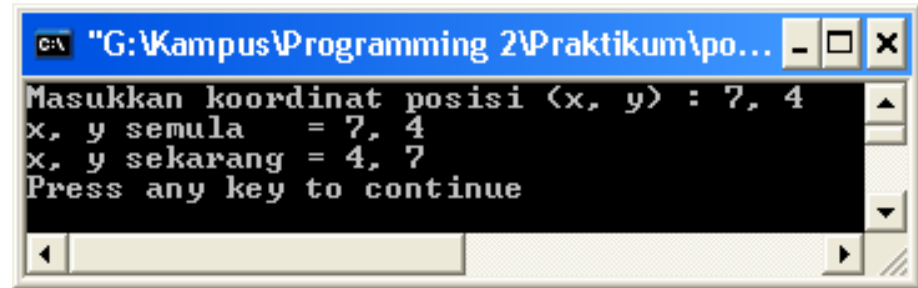 "G:\Kampus\Programming 2\Praktikum\po...
Masukkan koordinat posisi (x, y) : 7, 4
x, y semula   = 7, 4
x, y sekarang = 4, 7
Press any key to continue